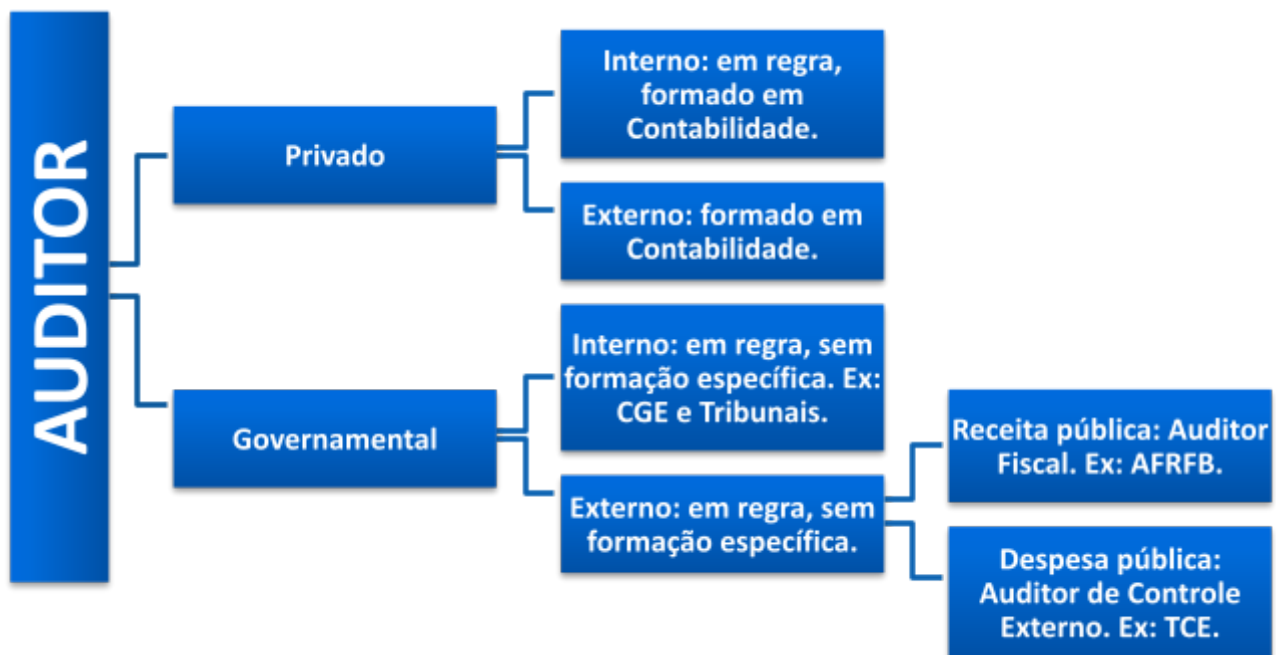 AUDITOR
Privado
Interno: em regra,
formado em
Contabilidade.
Externo: formado em
Contabilidade.
Governamental
Interno: em regra, sem
formação específica. Ex:
CGE e Tribunais.
Externo: em regra, sem
formação específica.
Receita pública: Auditor
Fiscal. Ex: AFRFB.
Despesa pública:
Auditor de Controle
Externo. Ex: TCE.